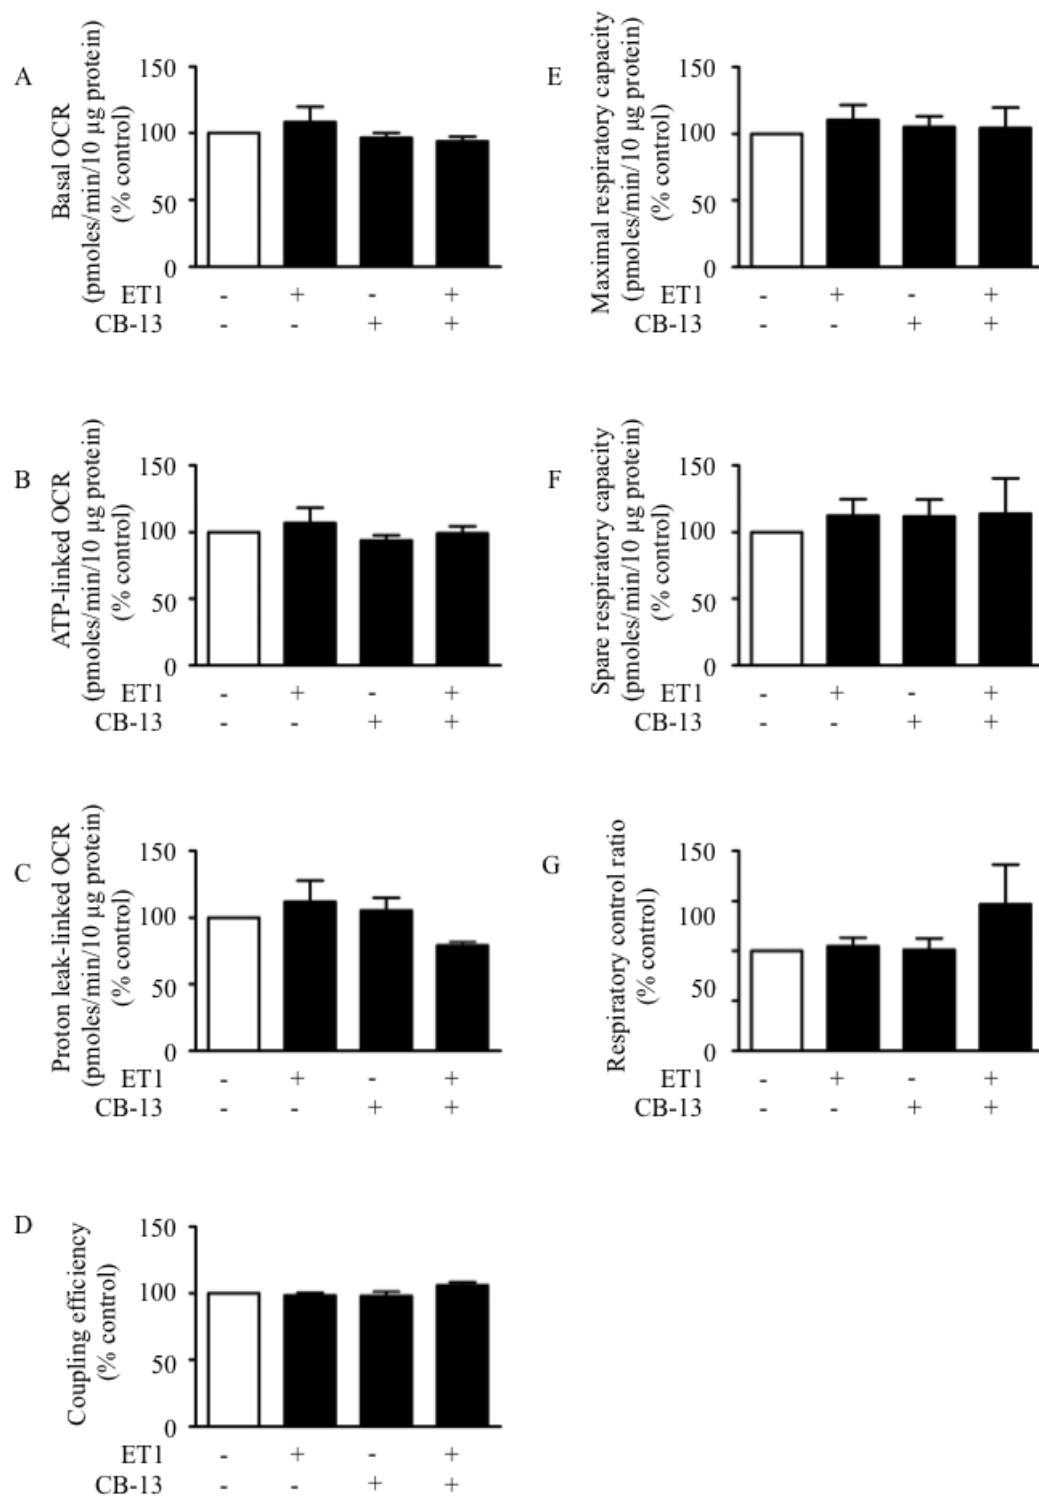 A
Basal OCR
(pmoles/min/10 µg protein)
(% control)
150
100
50
0
ET1 - + - +
CB-13 - - + +
B
ATP-linked OCR
(pmoles/min/10 µg protein)
(% control)
150
100
50
0
ET1 - + - +
CB-13 - - + +
C
Proton leak-linked OCR
(pmoles/min/10 µg protein)
(% control)
150
100
50
0
ET1 - + - +
CB-13 - - + +
D
Coupling efficiency
(% control)
150
100
50
0
ET1 - + - +
CB-13 - - + +
E
Maximal respiratory capacity
(pmoles/min/10 µg protein)
(% control)
150
100
50
0
ET1 - + - +
CB-13 - - + +
F
Spare respiratory capacity
(pmoles/min/10 µg protein)
(% control)
150
100
50
0
ET1 - + - +
CB-13 - - + +
G
Respiratory control ratio
(% control)
150
100
50
0
ET1 - + - +
CB-13 - - + +